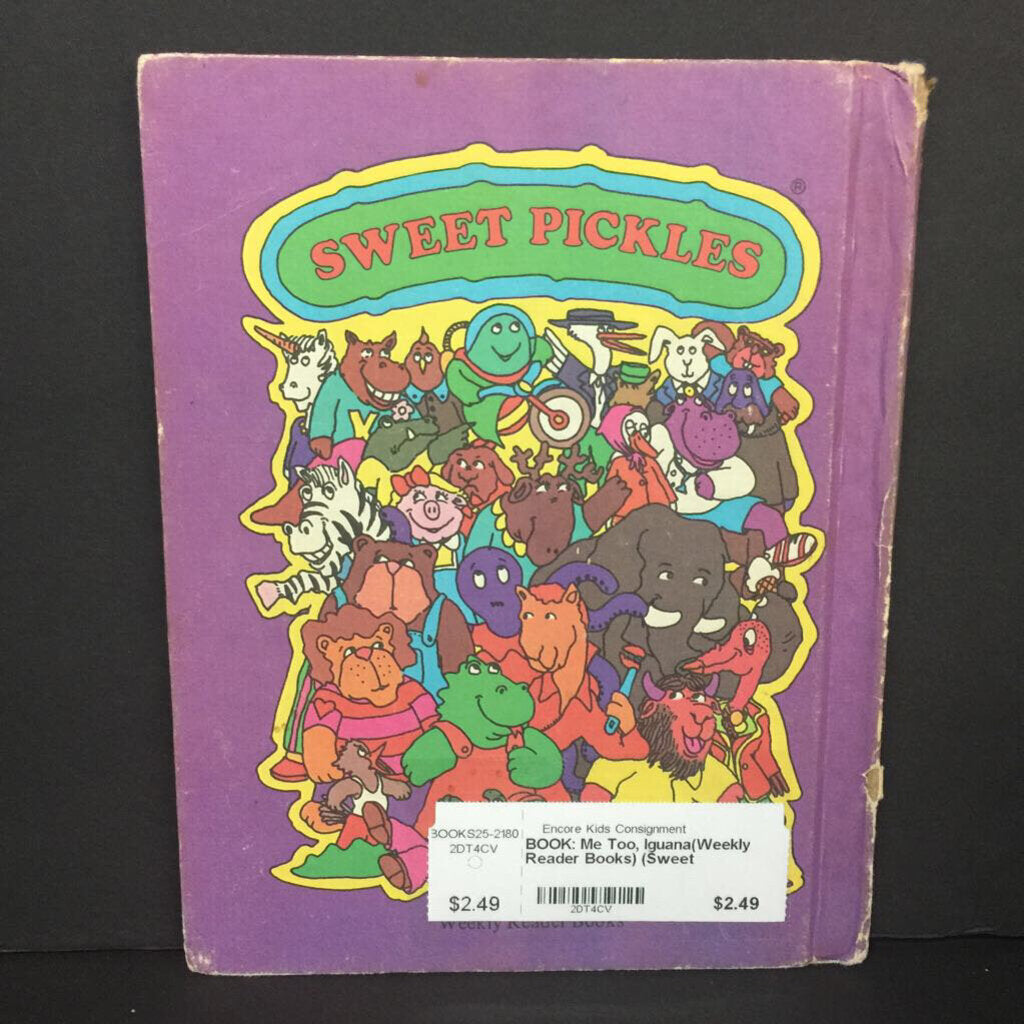 SWEET PICKLES ®
BOOKS25-2180
2DT4CV
$2.49
Encore Kids Consignment
BOOK: Me Too, Iguana(Weekly
Reader Books) (Sweet
2DT4CV
$2.49
Weekly Reader Books